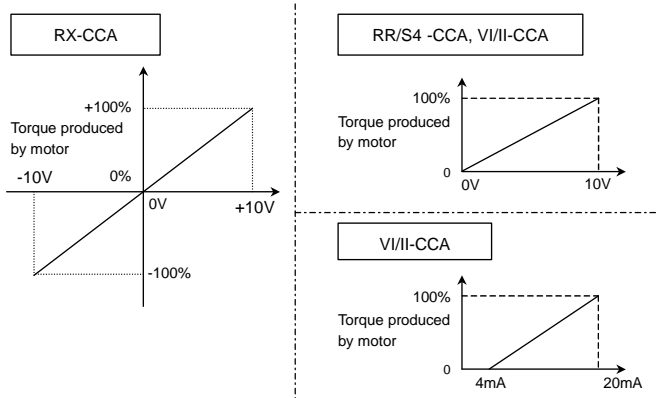 RX-CCA
+100%
Torque produced
by motor
-10V
0%
0V
+10V
-100%
RR/S4 -CCA, VI/II-CCA
100%
Torque produced
by motor
0
0V
10V
VI/II-CCA
100%
Torque produced
by motor
0
4mA
20mA